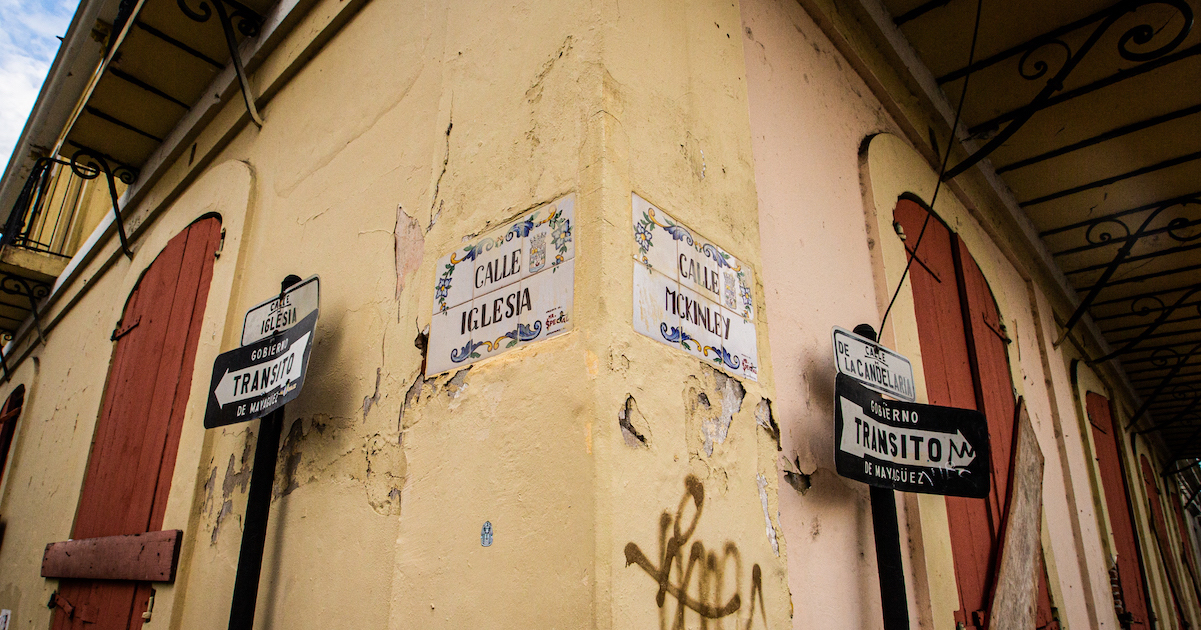 CALLE
IGLESIA
CALLE
MCKINLEY
CALLE
IGLESIA
GOBIERNO
TRANSITO
DE MAYAGÜEZ
CALLE
DE LA CANDELARIA
GOBIERNO
TRANSITO
DE MAYAGÜEZ